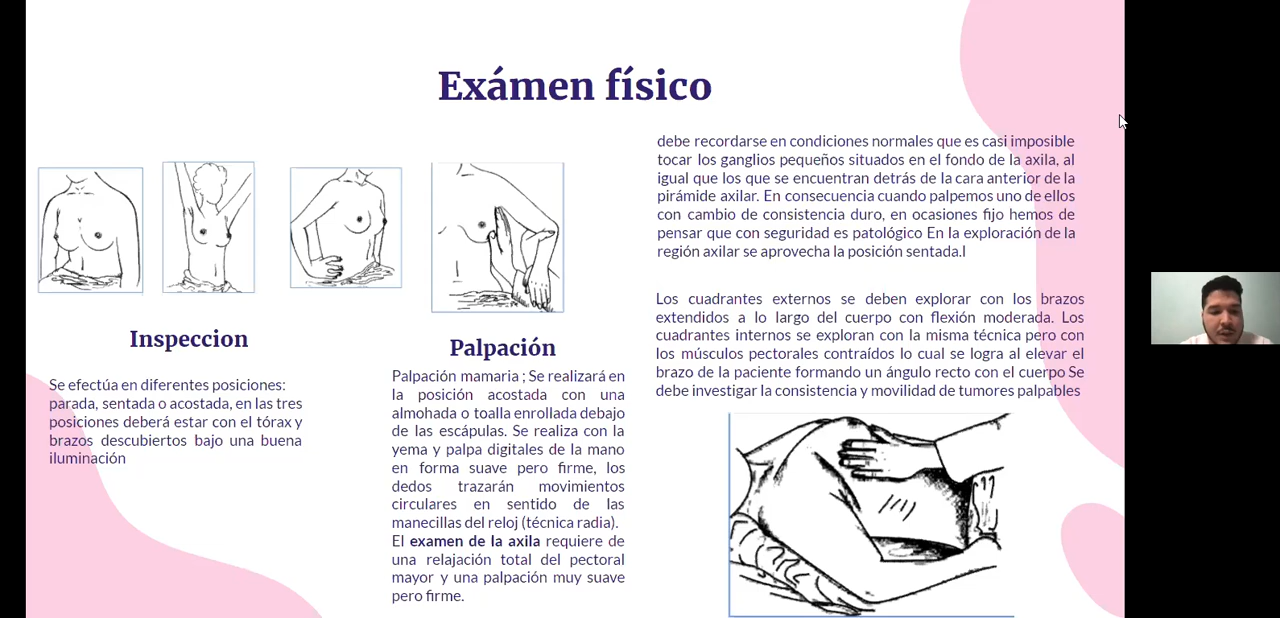 Exámen físico
Inspeccion
Se efectúa en diferentes posiciones:
parada, sentada o acostada, en las tres
posiciones deberá estar con el tórax y
brazos descubiertos bajo una buena
iluminación
Palpación
Palpación mamaria ; Se realizará en
la posición acostada con una
almohada o toalla enrollada debajo
de las escápulas. Se realiza con la
yema y palpa digitales de la mano
en forma suave pero firme, los
dedos trazarán movimientos
circulares en sentido de las
manecillas del reloj (técnica radia).
El examen de la axila requiere de
una relajación total del pectoral
mayor y una palpación muy suave
pero firme.
debe recordarse en condiciones normales que es casi imposible
tocar los ganglios pequeños situados en el fondo de la axila, al
igual que los que se encuentran detrás de la cara anterior de la
pirámide axilar. En consecuencia cuando palpemos uno de ellos
con cambio de consistencia duro, en ocasiones fijo hemos de
pensar que con seguridad es patológico En la exploración de la
región axilar se aprovecha la posición sentada.l
Los cuadrantes externos se deben explorar con los brazos
extendidos a lo largo del cuerpo con flexión moderada. Los
cuadrantes internos se exploran con la misma técnica pero con
los músculos pectorales contraídos lo cual se logra al elevar el
brazo de la paciente formando un ángulo recto con el cuerpo Se
debe investigar la consistencia y movilidad de tumores palpables